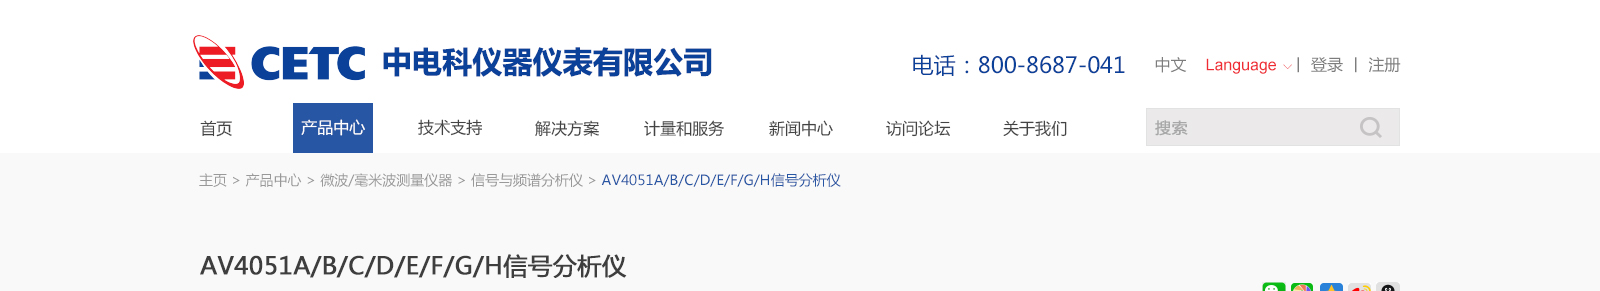 CETC 中电科仪器仪表有限公司
电话：800-8687-041 中文 Language | 登录 | 注册
首页 产品中心 技术支持 解决方案 计量和服务 新闻中心 访问论坛 关于我们 搜索
主页 > 产品中心 > 微波/毫米波测量仪器 > 信号与频谱分析仪 > AV4051A/B/C/D/E/F/G/H信号分析仪
AV4051A/B/C/D/E/F/G/H信号分析仪